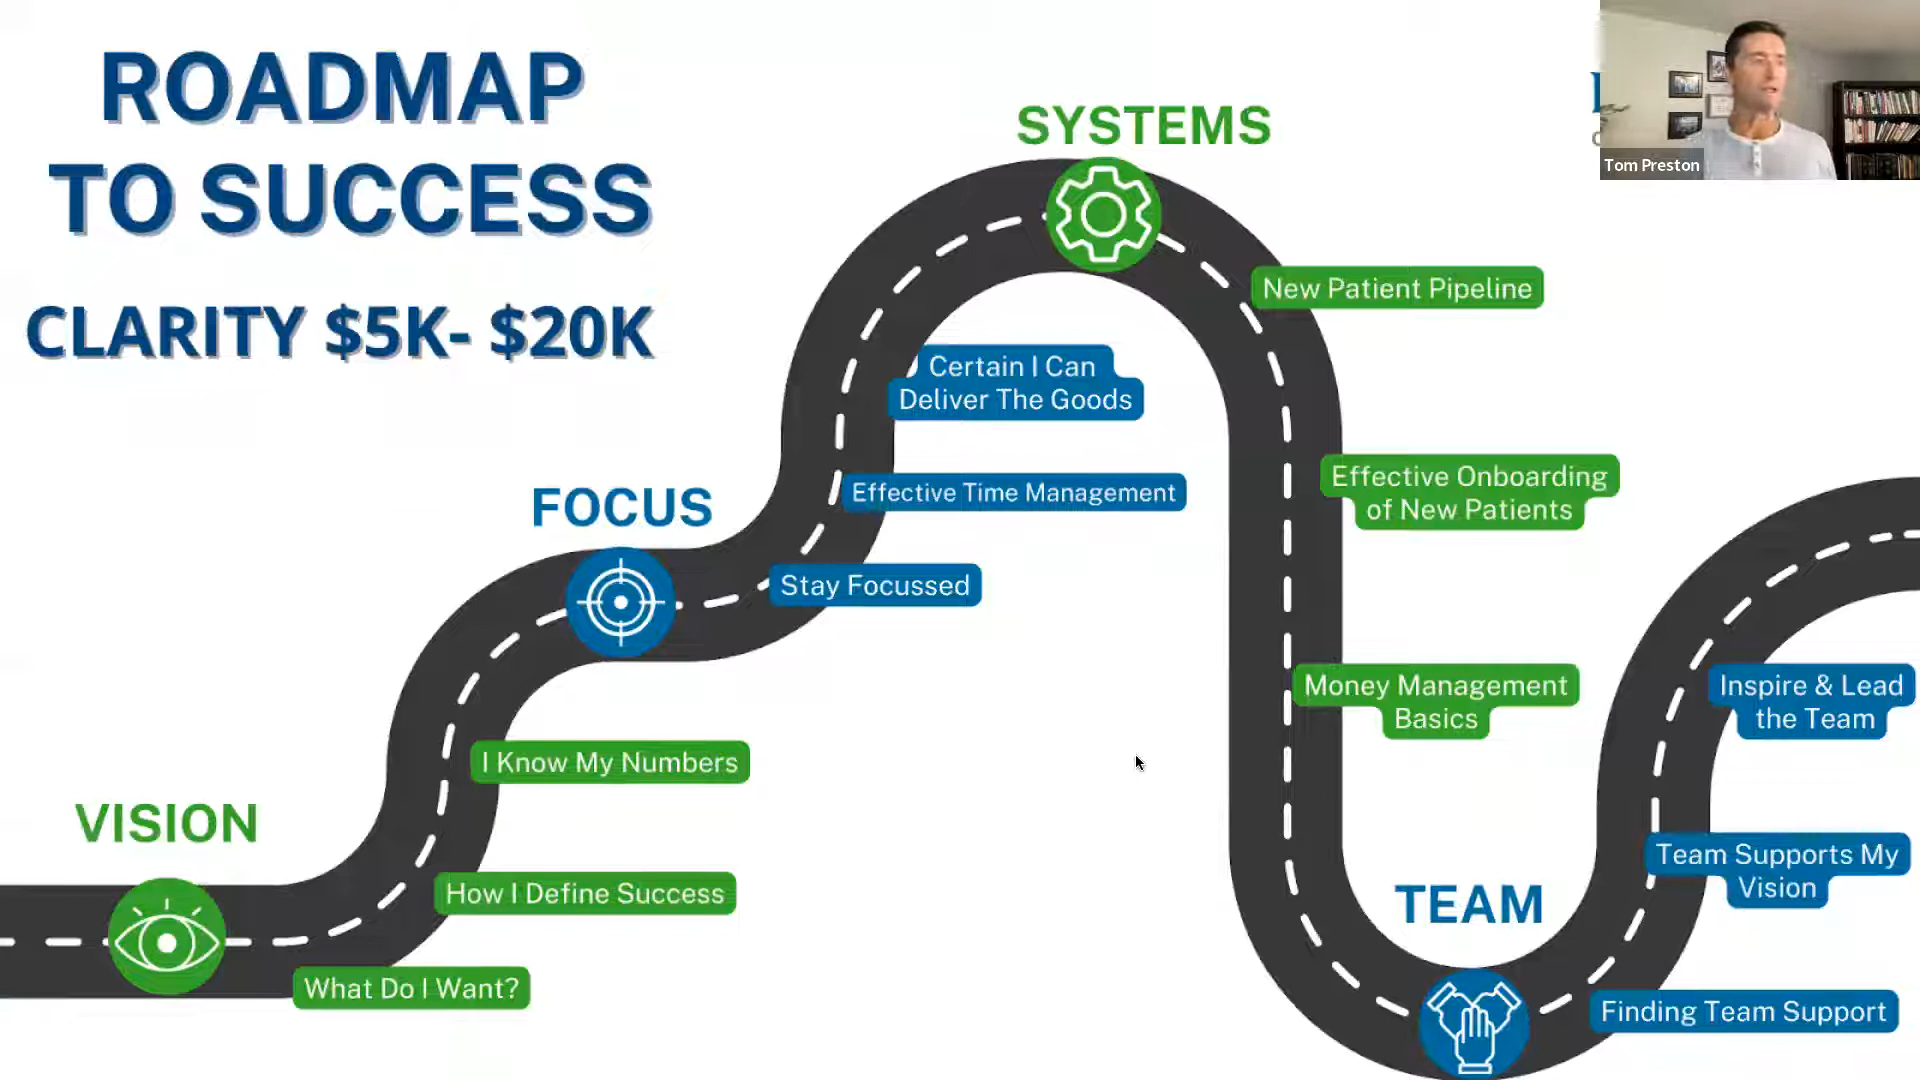 ROADMAP
TO SUCCESS
CLARITY $5K- $20K
SYSTEMS
Tom Preston
New Patient Pipeline
Certain I Can
Deliver The Goods
Effective Onboarding
of New Patients
Effective Time Management
FOCUS
Stay Focussed
Money Management
Basics
Inspire & Lead
the Team
I Know My Numbers
VISION
Team Supports My
Vision
How I Define Success
TEAM
What Do I Want?
Finding Team Support